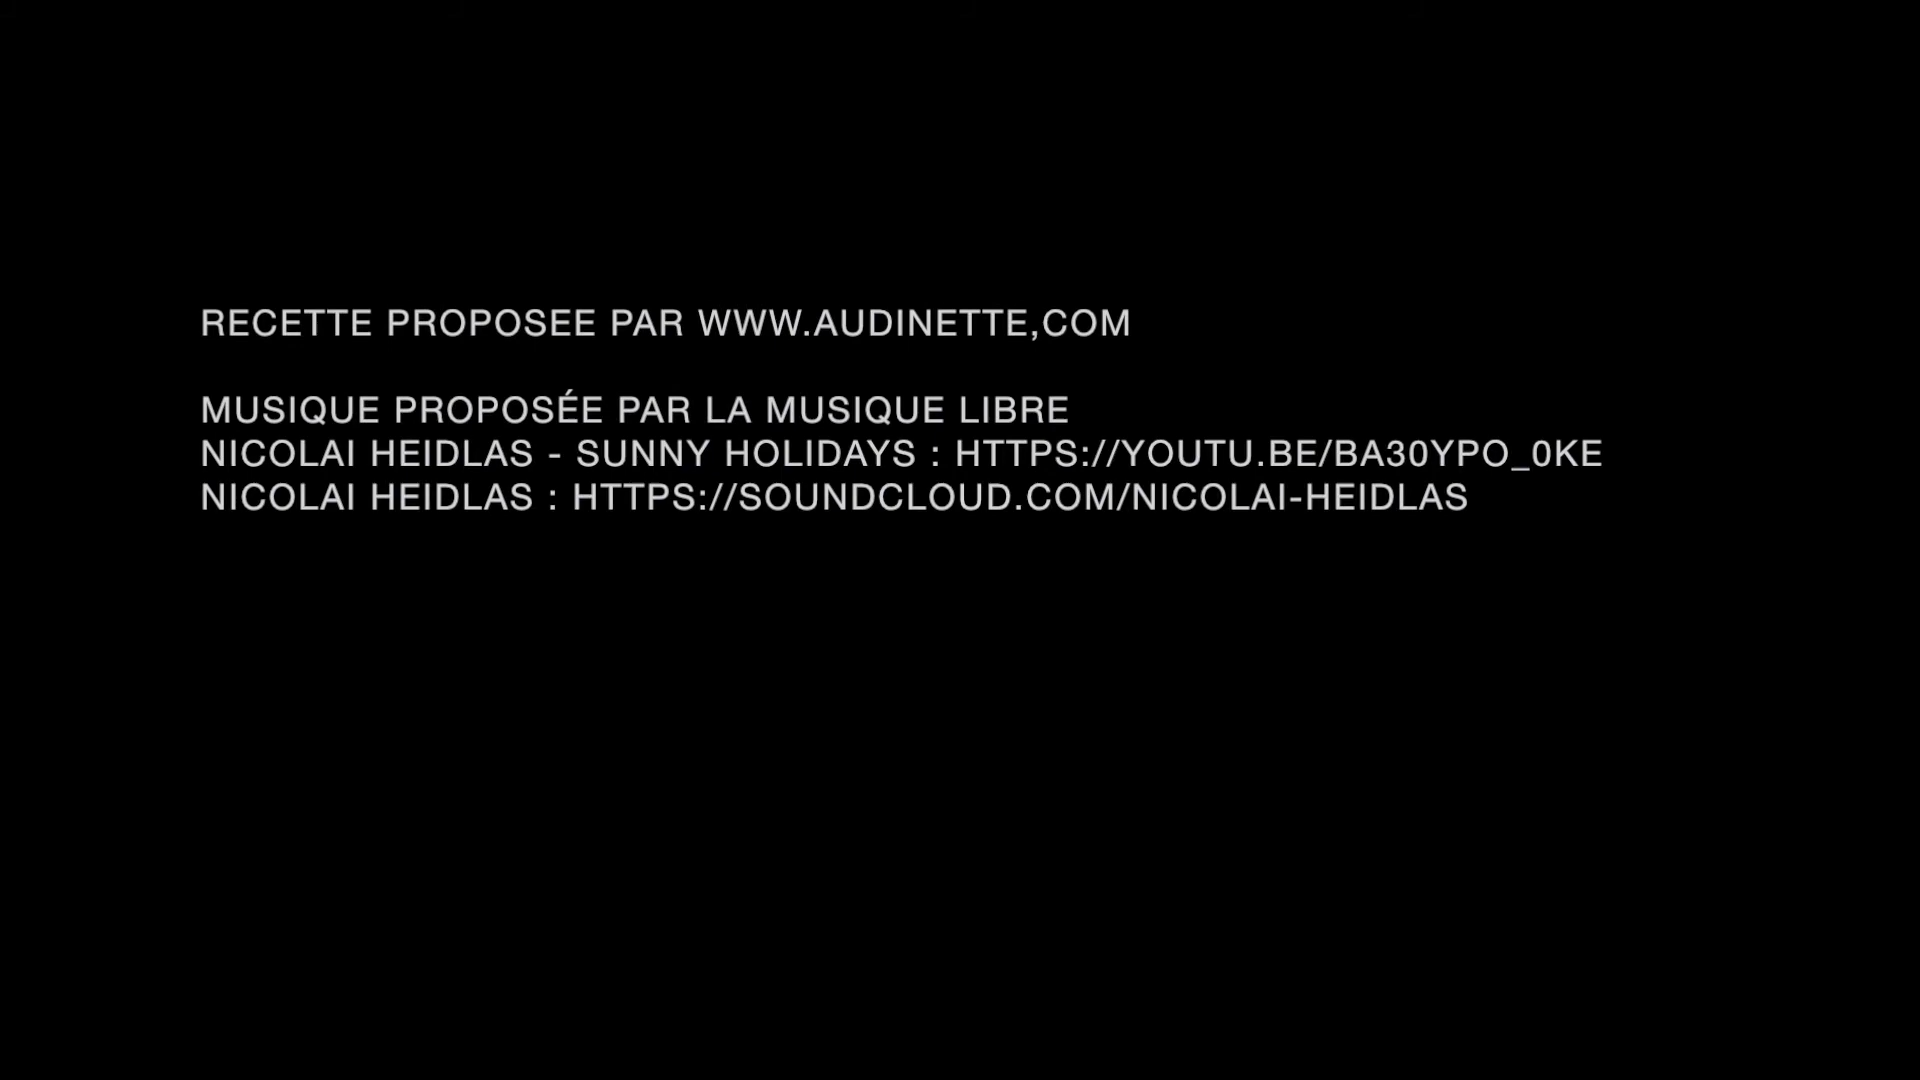 RECETTE PROPOSEE PAR WWW.AUDINETTE,COM
MUSIQUE PROPOSÉE PAR LA MUSIQUE LIBRE
NICOLAI HEIDLAS - SUNNY HOLIDAYS : HTTPS://YOUTU.BE/BA30YPO_0KE
NICOLAI HEIDLAS : HTTPS://SOUNDCLOUD.COM/NICOLAI-HEIDLAS